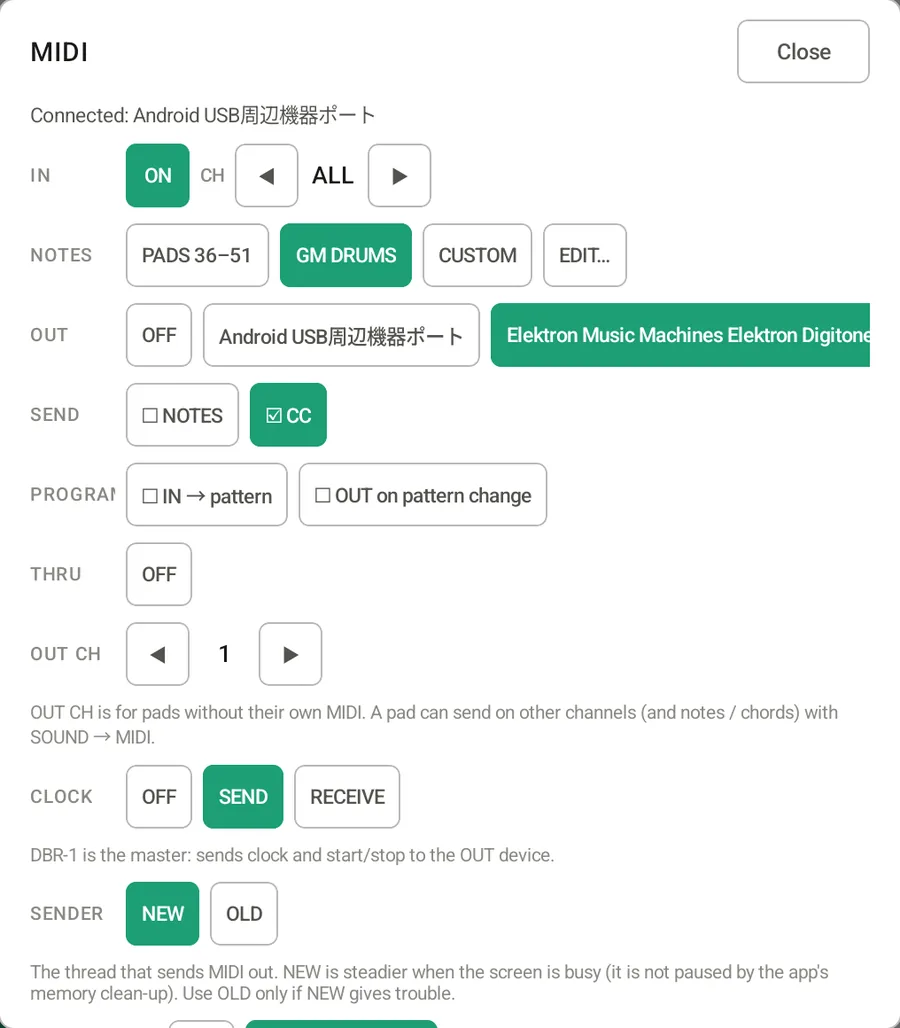 MIDI
Close
Connected: Android USB周辺機器ポート
IN ON CH ◀ ALL ▶
NOTES PADS 36–51 GM DRUMS CUSTOM EDIT...
OUT OFF Android USB周辺機器ポート Elektron Music Machines Elektron Digitone
SEND ☐ NOTES ☑ CC
PROGRAM ☐ IN → pattern ☐ OUT on pattern change
THRU OFF
OUT CH ◀ 1 ▶
OUT CH is for pads without their own MIDI. A pad can send on other channels (and notes / chords) with
SOUND → MIDI.
CLOCK OFF SEND RECEIVE
DBR-1 is the master: sends clock and start/stop to the OUT device.
SENDER NEW OLD
The thread that sends MIDI out. NEW is steadier when the screen is busy (it is not paused by the app's
memory clean-up). Use OLD only if NEW gives trouble.